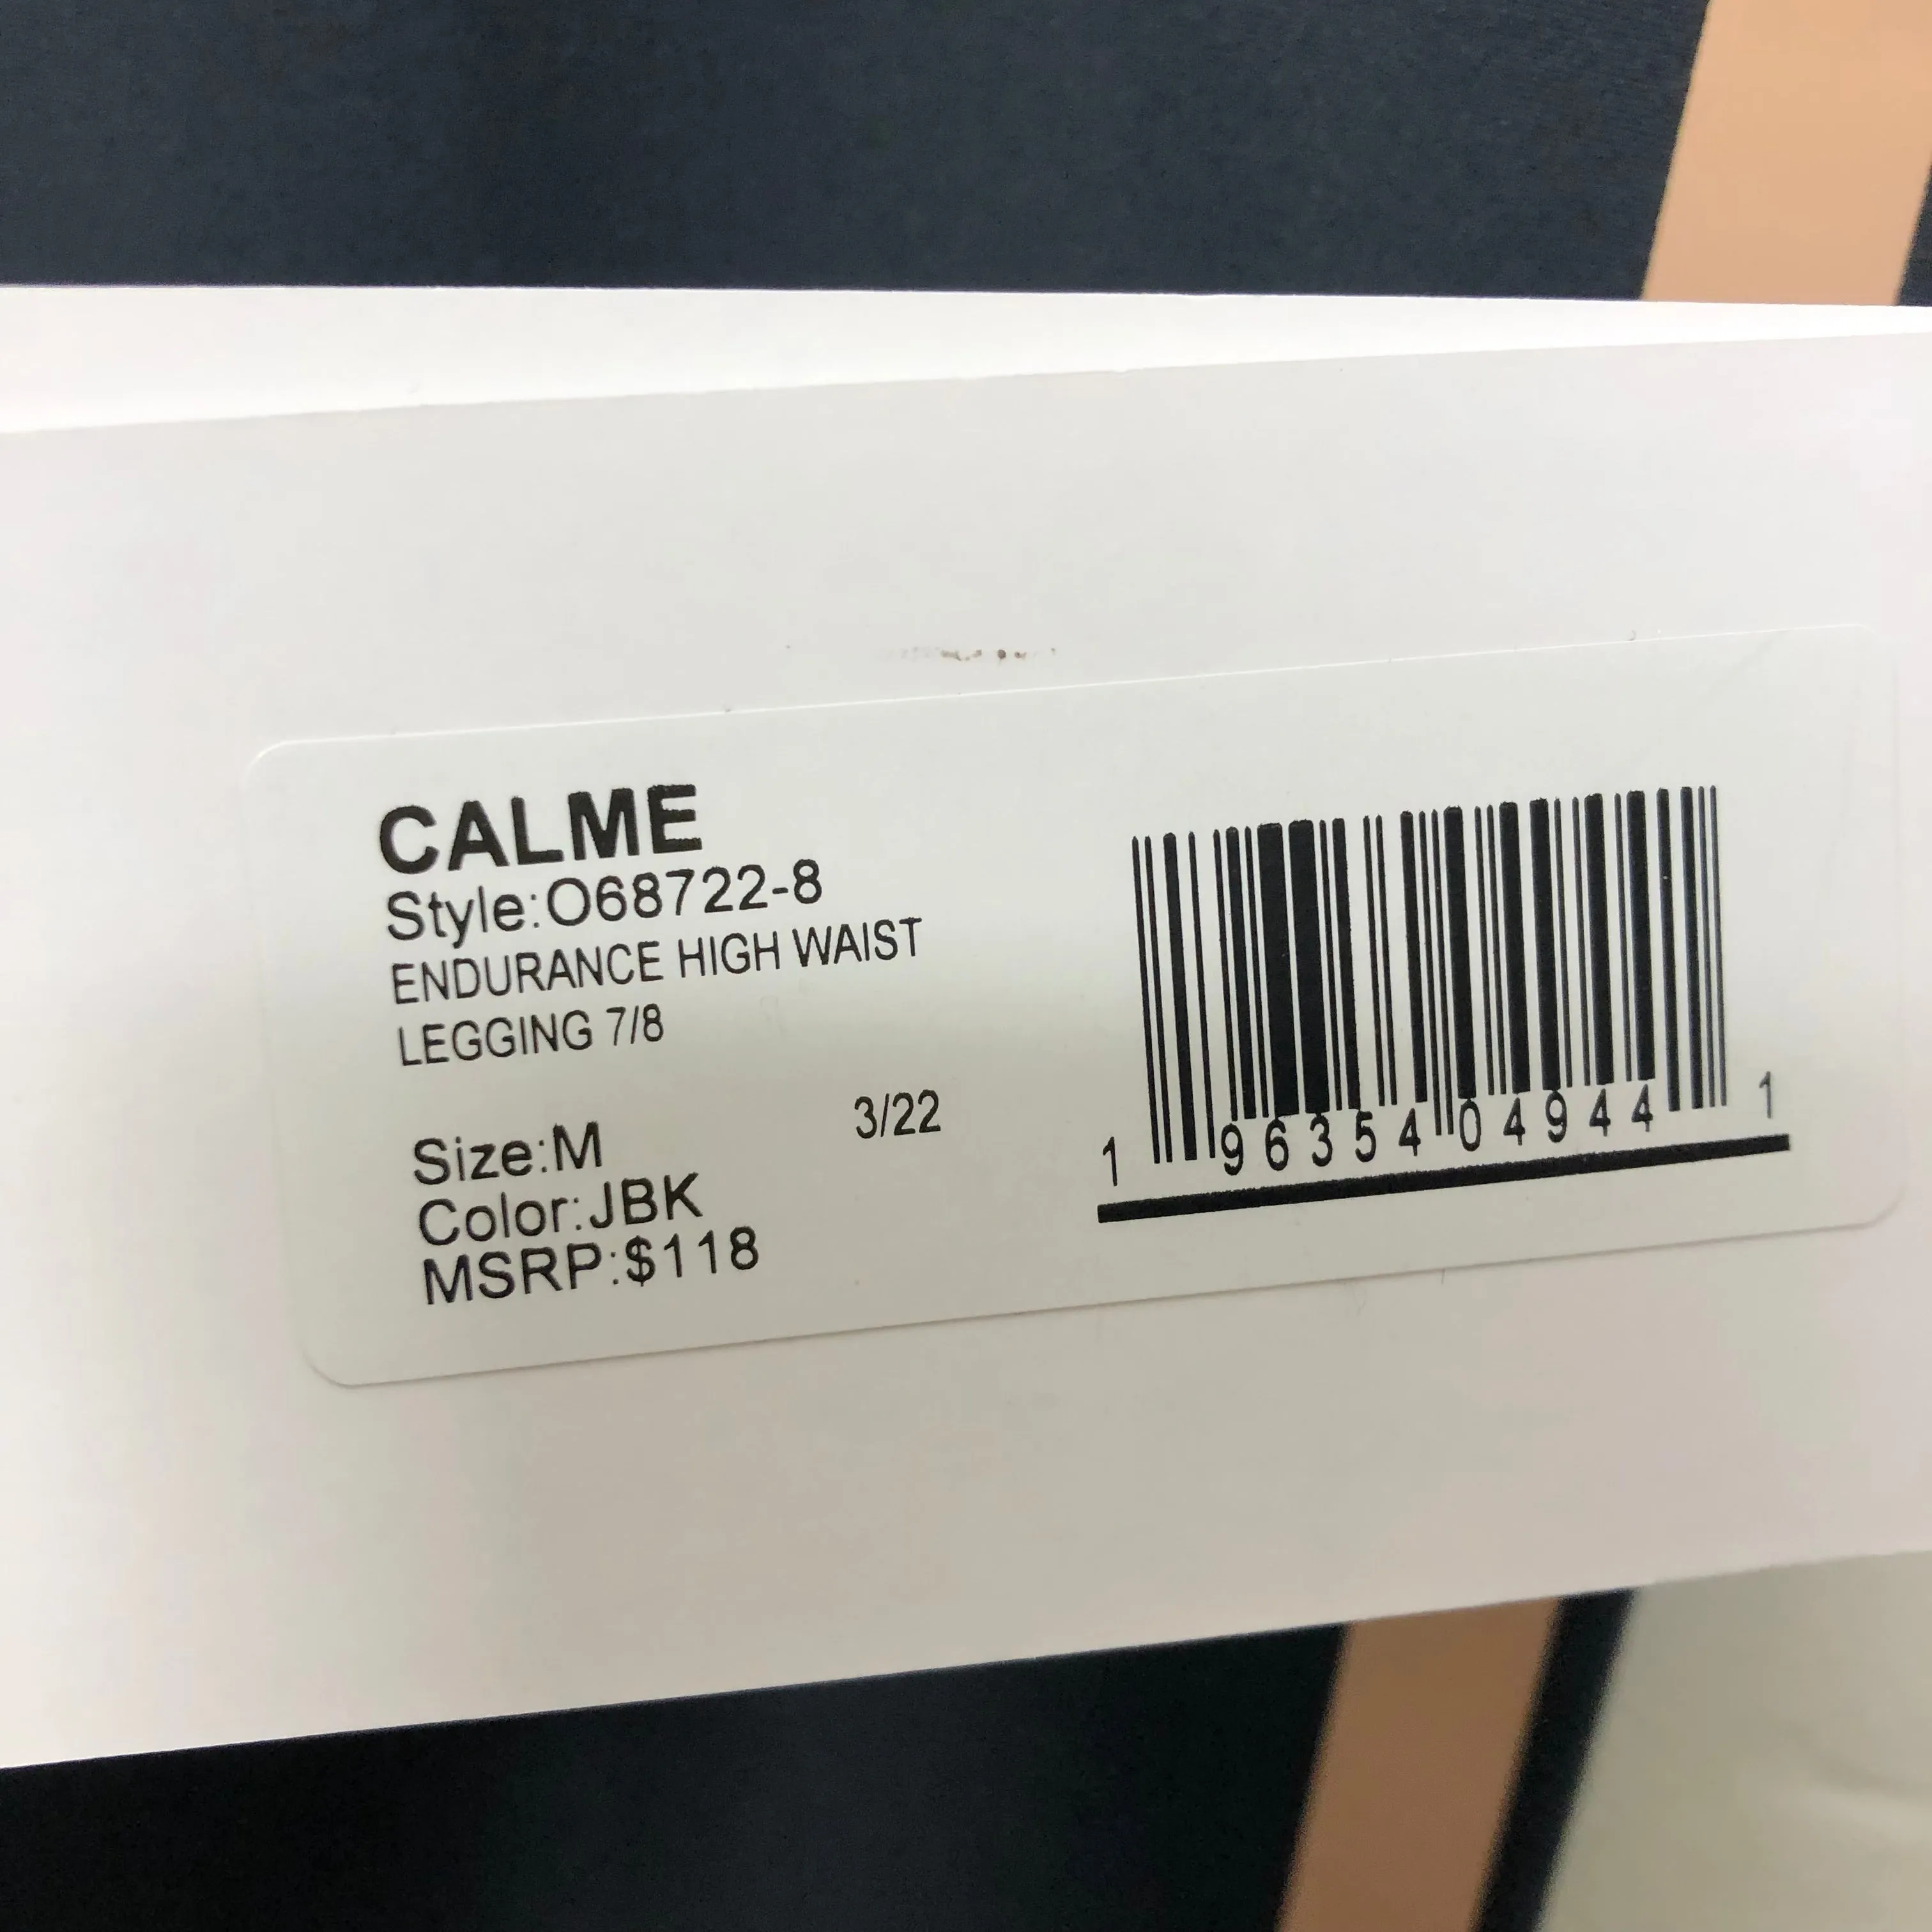 CALME
Style:O68722-8
ENDURANCE HIGH WAIST
LEGGING 7/8
3/22
Size:M
Color:JBK
MSRP:$118
1 96354 04944 1